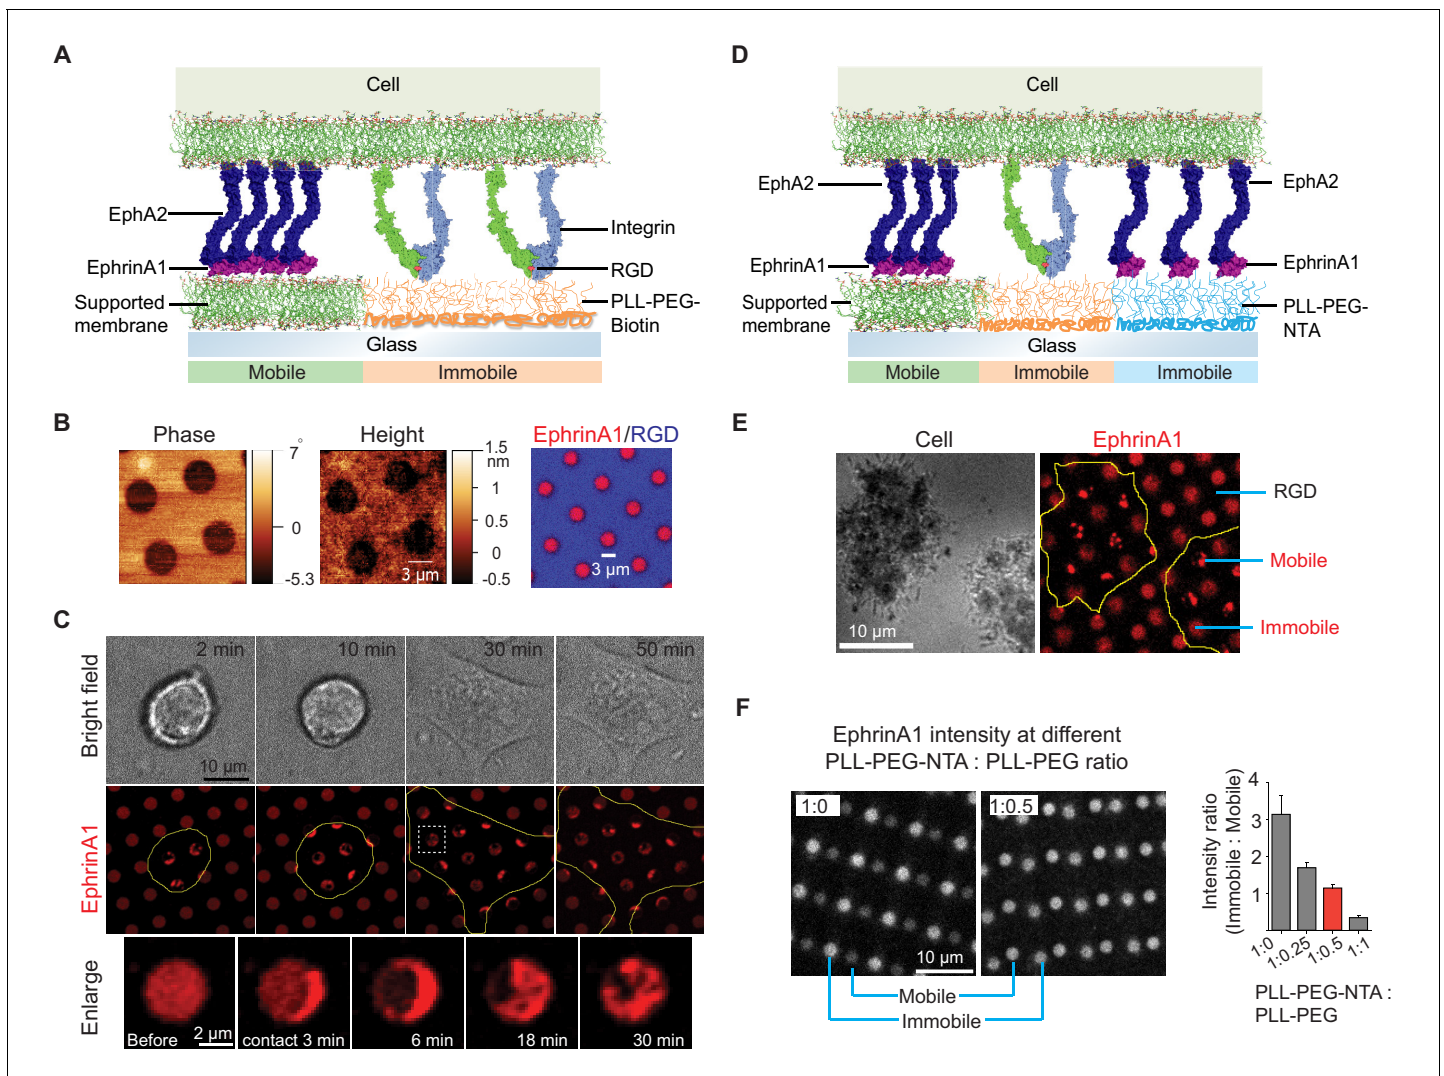 A
Cell
EphA2
EphrinA1
Supported
membrane
Integrin
RGD
PLL-PEG-
Biotin
Glass
Mobile
Immobile
D
Cell
EphA2
EphA2
EphrinA1
EphrinA1
Supported
membrane
PLL-PEG-
NTA
Glass
Mobile
Immobile
Immobile
B
Phase
7
°
0
-5.3
Height
1.5
nm
1
0.5
0
-0.5
3 µm
EphrinA1/RGD
3 µm
E
Cell
EphrinA1
10 µm
RGD
Mobile
Immobile
C
Bright field
2 min
10 min
30 min
50 min
10 µm
EphrinA1
Enlarge
Before
2 µm
contact 3 min
6 min
18 min
30 min
F
EphrinA1 intensity at different
PLL-PEG-NTA : PLL-PEG ratio
1:0
1:0.5
10 µm
Mobile
Immobile
Intensity ratio
(Immobile : Mobile)
4
3
2
1
1:0
1:0.25
1:0.5
1:1
PLL-PEG-NTA :
PLL-PEG